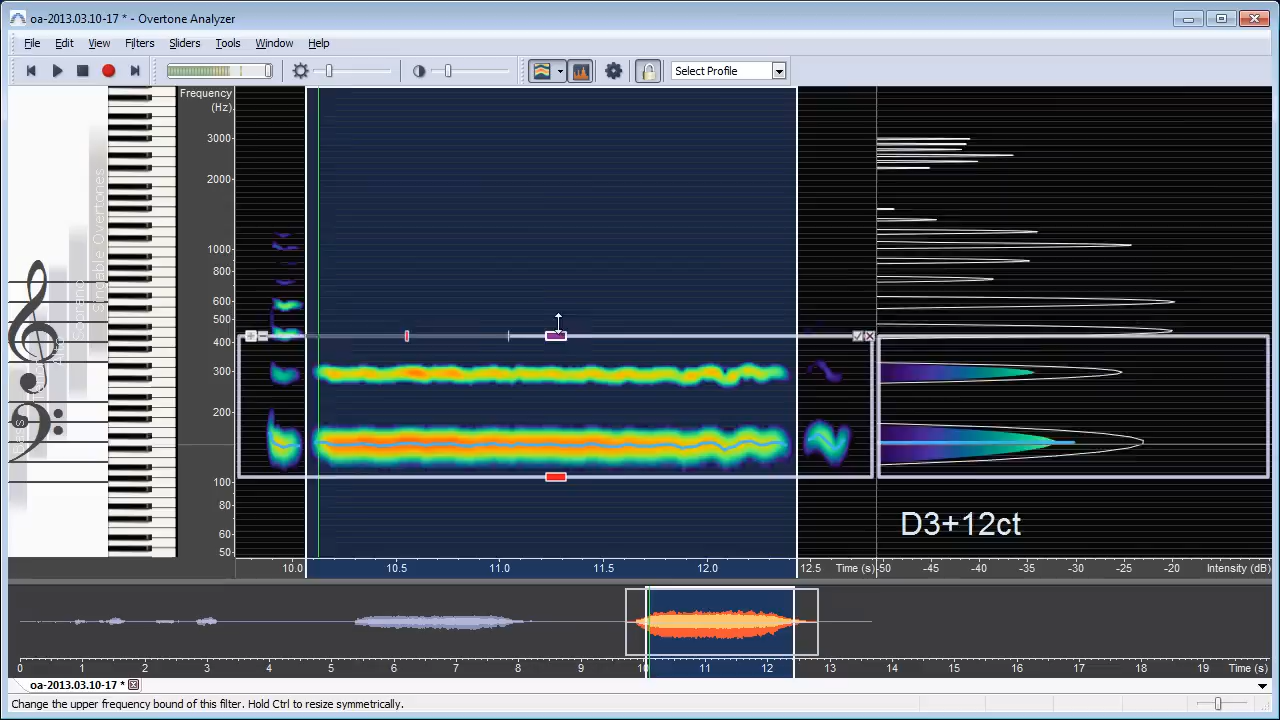 oa-2013.03.10-17 * - Overtone Analyzer
File Edit View Filters Sliders Tools Window Help
Select Profile
Frequency
(Hz)
3000
2000
1000
800
600
500
400
300
200
100
80
60
50
Singable Overtones
Soprano
D3+12ct
10.0 10.5 11.0 11.5 12.0 12.5 Time (s)
-50 -45 -40 -35 -30 -25 -20 Intensity (dB)
0 1 2 3 4 5 6 7 8 9 10 11 12 13 14 15 16 17 18 19 Time (s)
oa-2013.03.10-17 *
Change the upper frequency bound of this filter. Hold Ctrl to resize symmetrically.